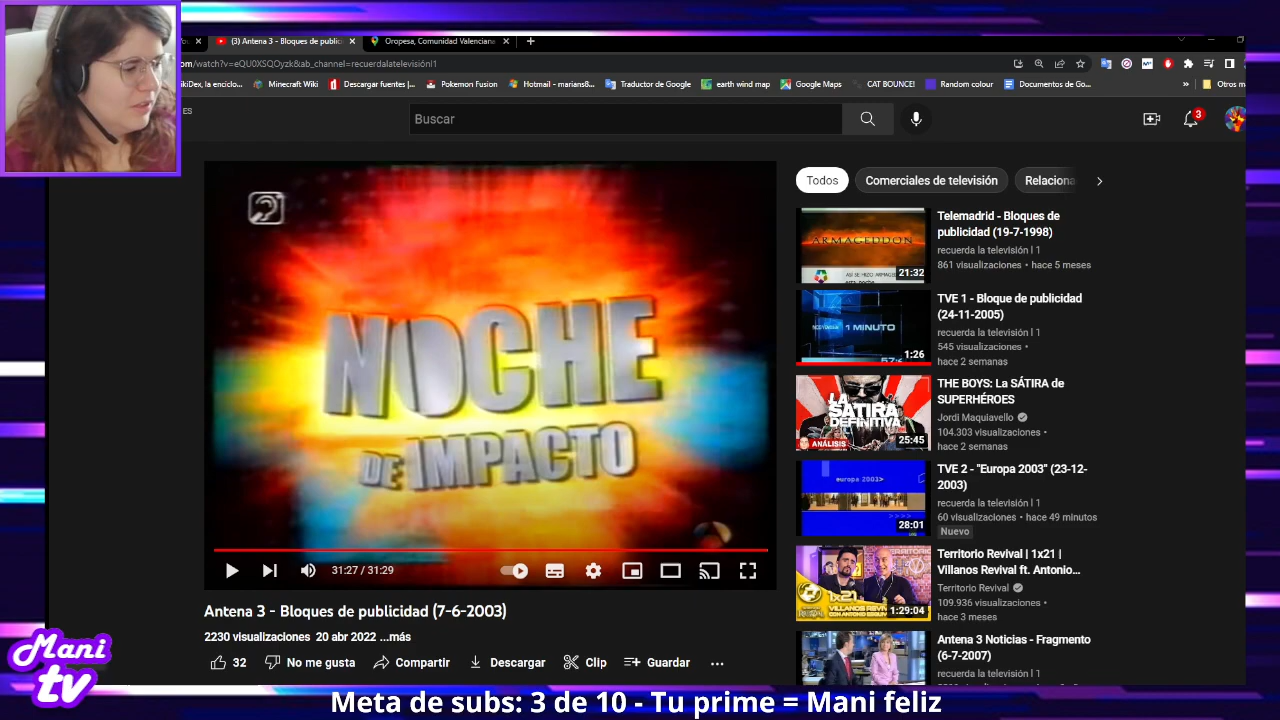 (3) Antena 3 - Bloques de public
Oropesa, Comunidad Valenciana
om/watch?v=eQU0XSQOyzk&ab_channel=recuerdalatelevisiónl1
WikiDex, la enciclo...
Minecraft Wiki
Descargar fuentes |...
Pokemon Fusion
Hotmail - marians8...
Traductor de Google
earth wind map
Google Maps
CAT BOUNCE!
Random colour
Documentos de Go...
»
Otros m
ES
Buscar
3
NOCHE
DE IMPACTO
31:27 / 31:29
Antena 3 - Bloques de publicidad (7-6-2003)
2230 visualizaciones 20 abr 2022 ...más
32
No me gusta
Compartir
Descargar
Clip
Guardar
Todos
Comerciales de televisión
Relaciona
ARMAGEDDON
21:32
Telemadrid - Bloques de
publicidad (19-7-1998)
recuerda la televisión l 1
861 visualizaciones • hace 5 meses
1 MINUTO
1:26
TVE 1 - Bloque de publicidad
(24-11-2005)
recuerda la televisión l 1
545 visualizaciones •
hace 2 semanas
LA
SÁTIRA
DEFINITIVA
ANÁLISIS
25:45
THE BOYS: La SÁTIRA de
SUPERHÉROES
Jordi Maquiavello
104.303 visualizaciones •
hace 2 semanas
europa 2003>
28:01
TVE 2 - "Europa 2003" (23-12-
2003)
recuerda la televisión l 1
60 visualizaciones • hace 49 minutos
Nuevo
1x21
1:29:04
Territorio Revival | 1x21 |
Villanos Revival ft. Antonio...
Territorio Revival
109.936 visualizaciones •
hace 3 meses
Antena 3 Noticias - Fragmento
(6-7-2007)
recuerda la televisión l 1
Mani
tv
Meta de subs: 3 de 10 - Tu prime = Mani feliz